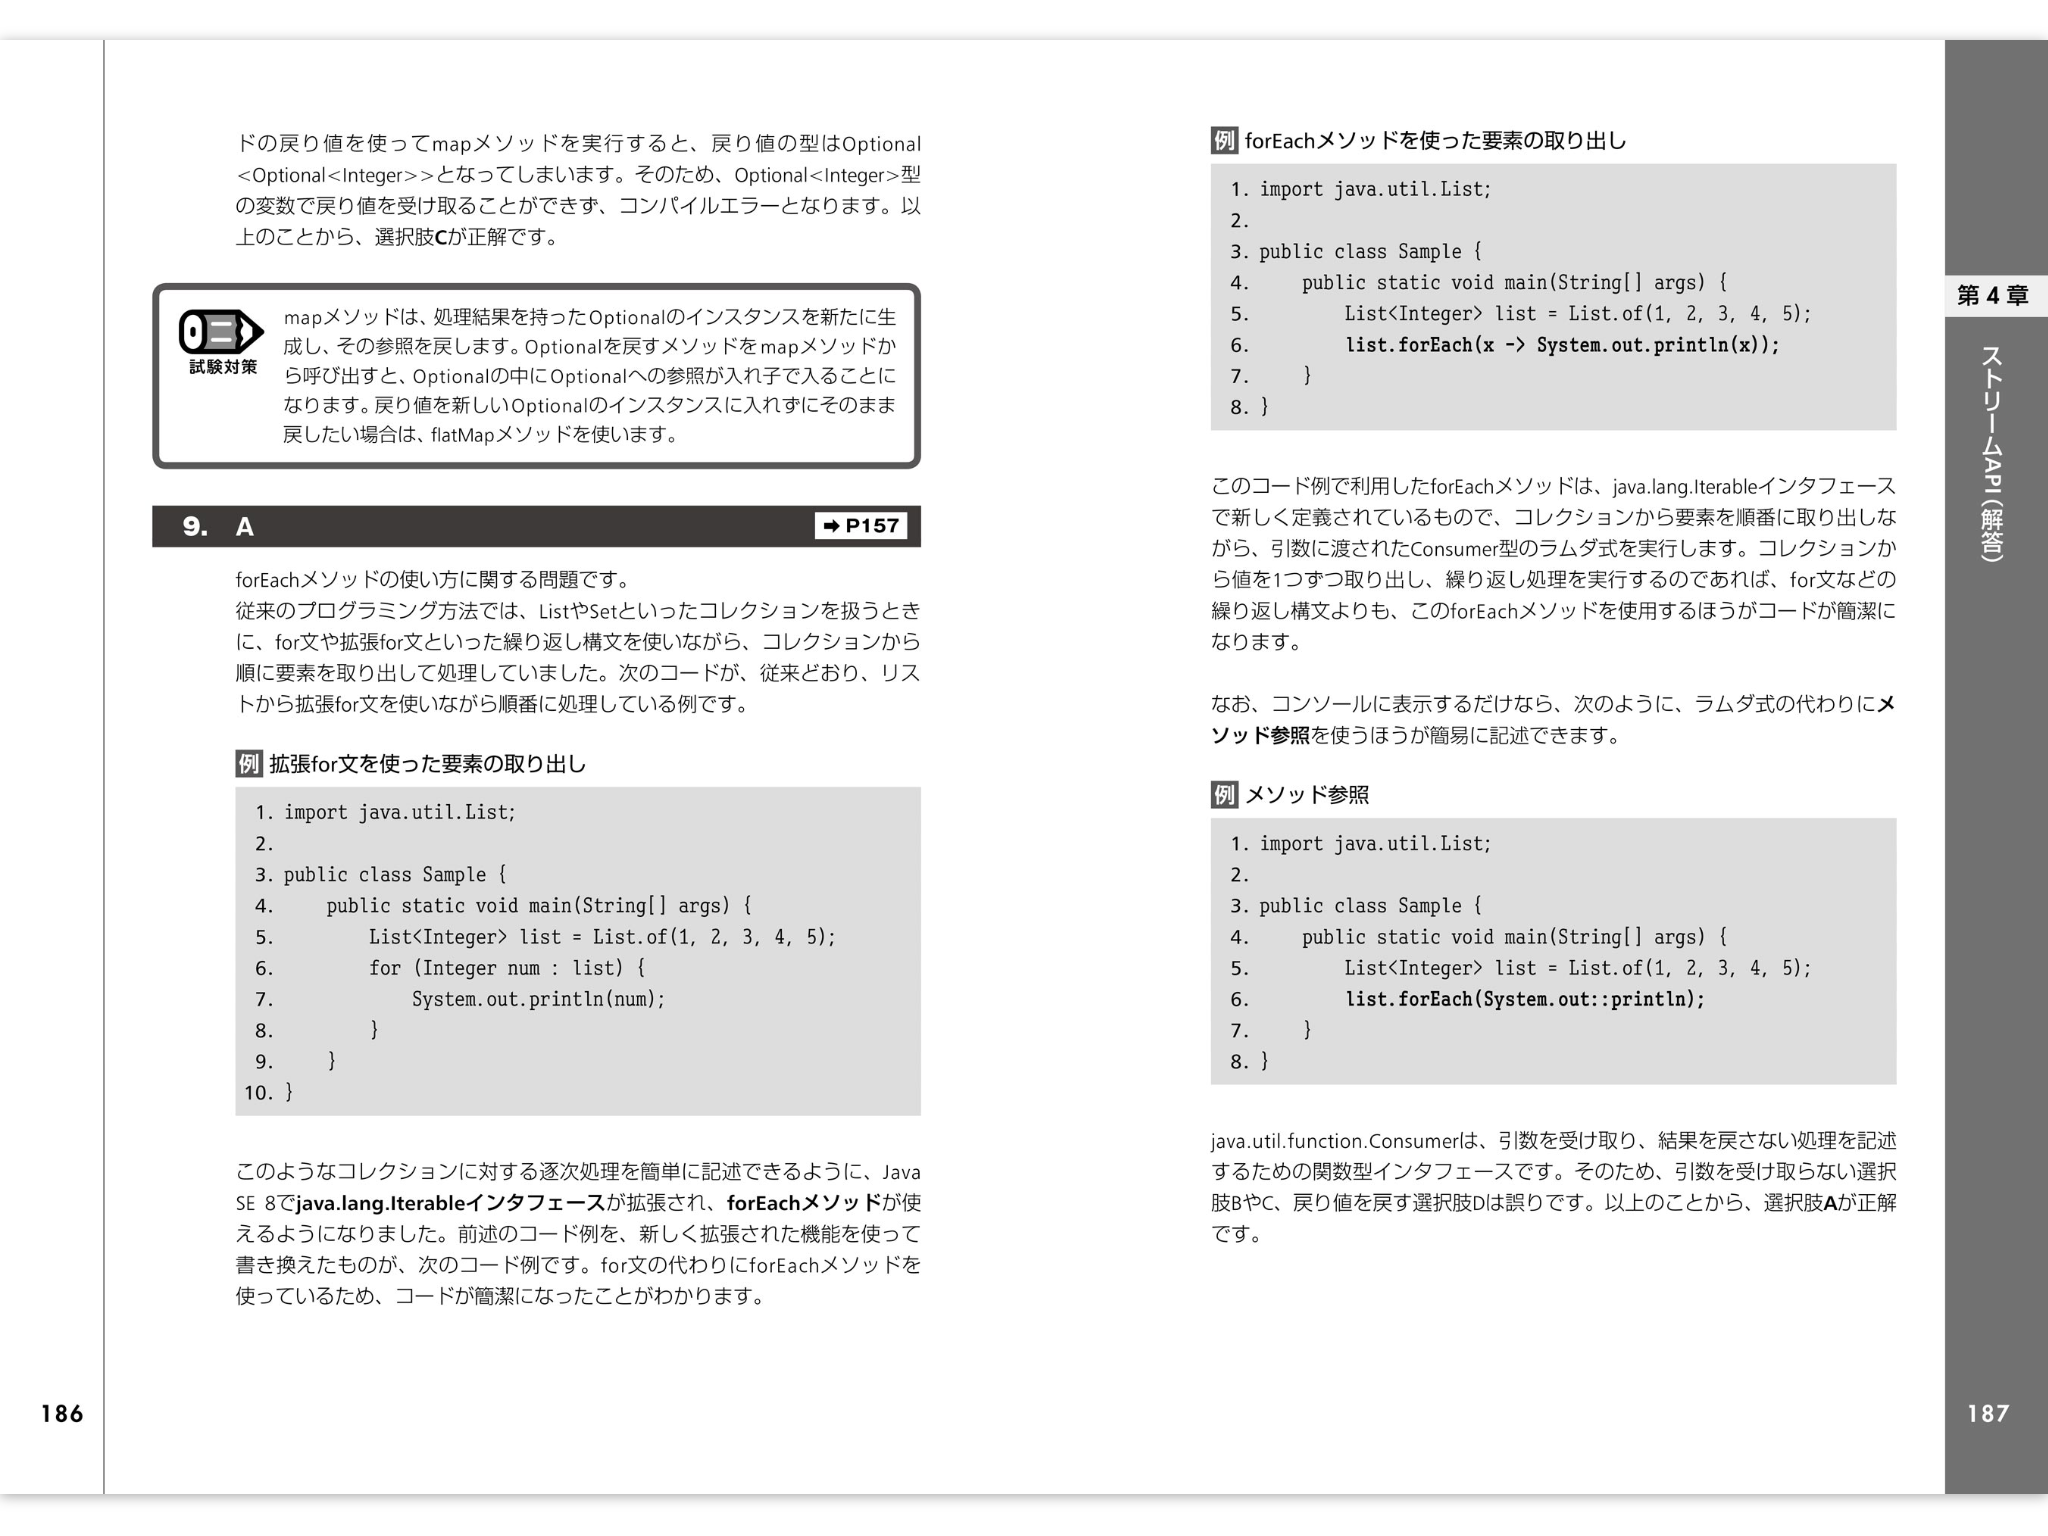 ドの戻り値を使ってmapメソッドを実行すると、戻り値の型はOptional
<Optional<Integer>>となってしまいます。そのため、Optional<Integer>型
の変数で戻り値を受け取ることができず、コンパイルエラーとなります。以
上のことから、選択肢Cが正解です。
試験対策
mapメソッドは、処理結果を持ったOptionalのインスタンスを新たに生
成し、その参照を戻します。Optionalを戻すメソッドをmapメソッドか
ら呼び出すと、Optionalの中にOptionalへの参照が入れ子で入ることに
なります。戻り値を新しいOptionalのインスタンスに入れずにそのまま
戻したい場合は、flatMapメソッドを使います。
9. A ➡ P157
forEachメソッドの使い方に関する問題です。
従来のプログラミング方法では、ListやSetといったコレクションを扱うとき
に、for文や拡張for文といった繰り返し構文を使いながら、コレクションから
順に要素を取り出して処理していました。次のコードが、従来どおり、リス
トから拡張for文を使いながら順番に処理している例です。
例 拡張for文を使った要素の取り出し
1. import java.util.List;
2.
3. public class Sample {
4.     public static void main(String[] args) {
5.         List<Integer> list = List.of(1, 2, 3, 4, 5);
6.         for (Integer num : list) {
7.             System.out.println(num);
8.         }
9.     }
10. }
このようなコレクションに対する逐次処理を簡単に記述できるように、Java
SE 8でjava.lang.Iterableインタフェースが拡張され、forEachメソッドが使
えるようになりました。前述のコード例を、新しく拡張された機能を使って
書き換えたものが、次のコード例です。for文の代わりにforEachメソッドを
使っているため、コードが簡潔になったことがわかります。
186
例 forEachメソッドを使った要素の取り出し
1. import java.util.List;
2.
3. public class Sample {
4.     public static void main(String[] args) {
5.         List<Integer> list = List.of(1, 2, 3, 4, 5);
6.         list.forEach(x -> System.out.println(x));
7.     }
8. }
このコード例で利用したforEachメソッドは、java.lang.Iterableインタフェース
で新しく定義されているもので、コレクションから要素を順番に取り出しな
がら、引数に渡されたConsumer型のラムダ式を実行します。コレクションか
ら値を1つずつ取り出し、繰り返し処理を実行するのであれば、for文などの
繰り返し構文よりも、このforEachメソッドを使用するほうがコードが簡潔に
なります。
なお、コンソールに表示するだけなら、次のように、ラムダ式の代わりにメ
ソッド参照を使うほうが簡易に記述できます。
例 メソッド参照
1. import java.util.List;
2.
3. public class Sample {
4.     public static void main(String[] args) {
5.         List<Integer> list = List.of(1, 2, 3, 4, 5);
6.         list.forEach(System.out::println);
7.     }
8. }
java.util.function.Consumerは、引数を受け取り、結果を戻さない処理を記述
するための関数型インタフェースです。そのため、引数を受け取らない選択
肢BやC、戻り値を戻す選択肢Dは誤りです。以上のことから、選択肢Aが正解
です。
第4章
ストリームAPI（解答）
187